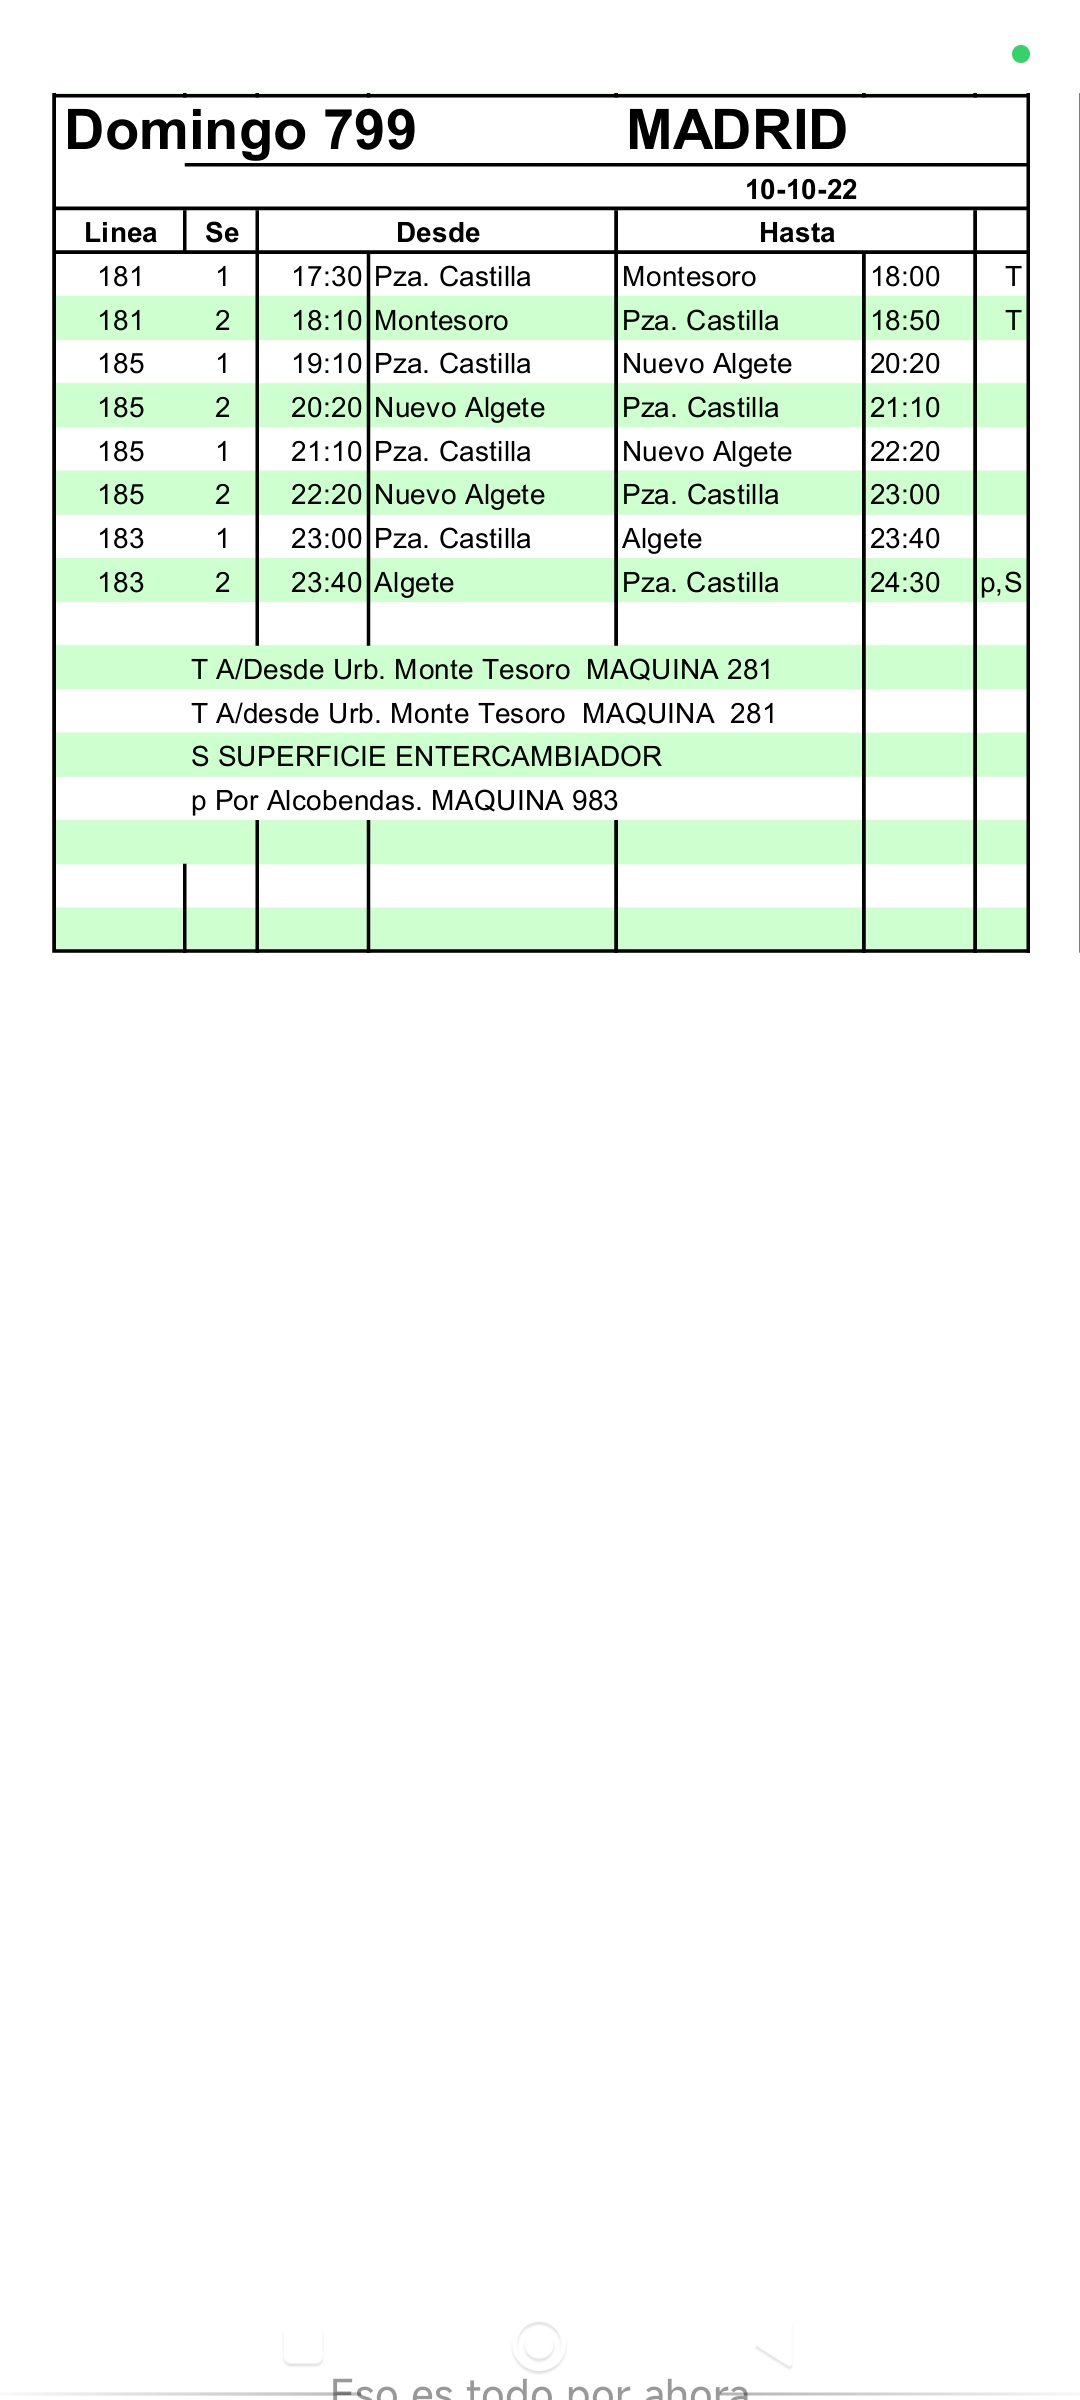 Domingo 799 MADRID
10-10-22
Linea Se Desde Hasta
181 1 17:30 Pza. Castilla Montesoro 18:00 T
181 2 18:10 Montesoro Pza. Castilla 18:50 T
185 1 19:10 Pza. Castilla Nuevo Algete 20:20
185 2 20:20 Nuevo Algete Pza. Castilla 21:10
185 1 21:10 Pza. Castilla Nuevo Algete 22:20
185 2 22:20 Nuevo Algete Pza. Castilla 23:00
183 1 23:00 Pza. Castilla Algete 23:40
183 2 23:40 Algete Pza. Castilla 24:30 p,S
T A/Desde Urb. Monte Tesoro MAQUINA 281
T A/desde Urb. Monte Tesoro MAQUINA 281
S SUPERFICIE ENTERCAMBIADOR
p Por Alcobendas. MAQUINA 983
Eso es todo por ahora